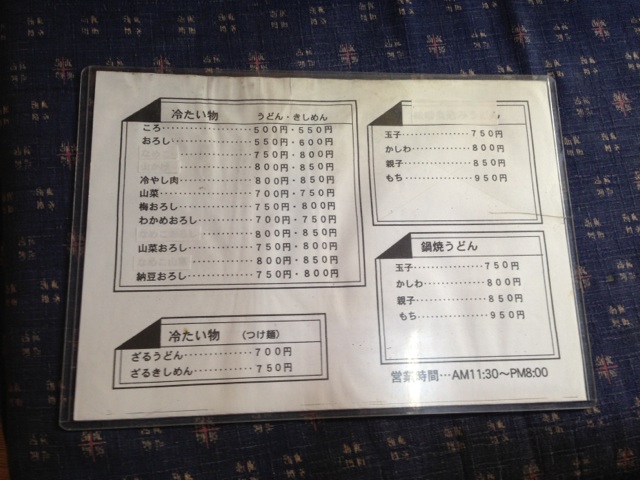 冷たい物 うどん・きしめん
ころ‥‥‥‥‥‥‥500円・550円
おろし‥‥‥‥‥‥550円・600円
750円・800円
800円・850円
冷やし肉‥‥‥‥‥800円・850円
山菜‥‥‥‥‥‥‥700円・750円
梅おろし‥‥‥‥‥750円・800円
わかめおろし‥‥‥700円・750円
800円・850円
山菜おろし‥‥‥‥750円・800円
800円・850円
納豆おろし‥‥‥‥750円・800円
冷たい物 (つけ麺)
ざるうどん‥‥‥‥700円
ざるきしめん‥‥‥750円
玉子‥‥‥‥‥‥‥750円
かしわ‥‥‥‥‥‥800円
親子‥‥‥‥‥‥‥850円
もち‥‥‥‥‥‥‥950円
鍋焼うどん
玉子‥‥‥‥‥‥‥750円
かしわ‥‥‥‥‥‥800円
親子‥‥‥‥‥‥‥850円
もち‥‥‥‥‥‥‥950円
営業時間…AM11:30〜PM8:00